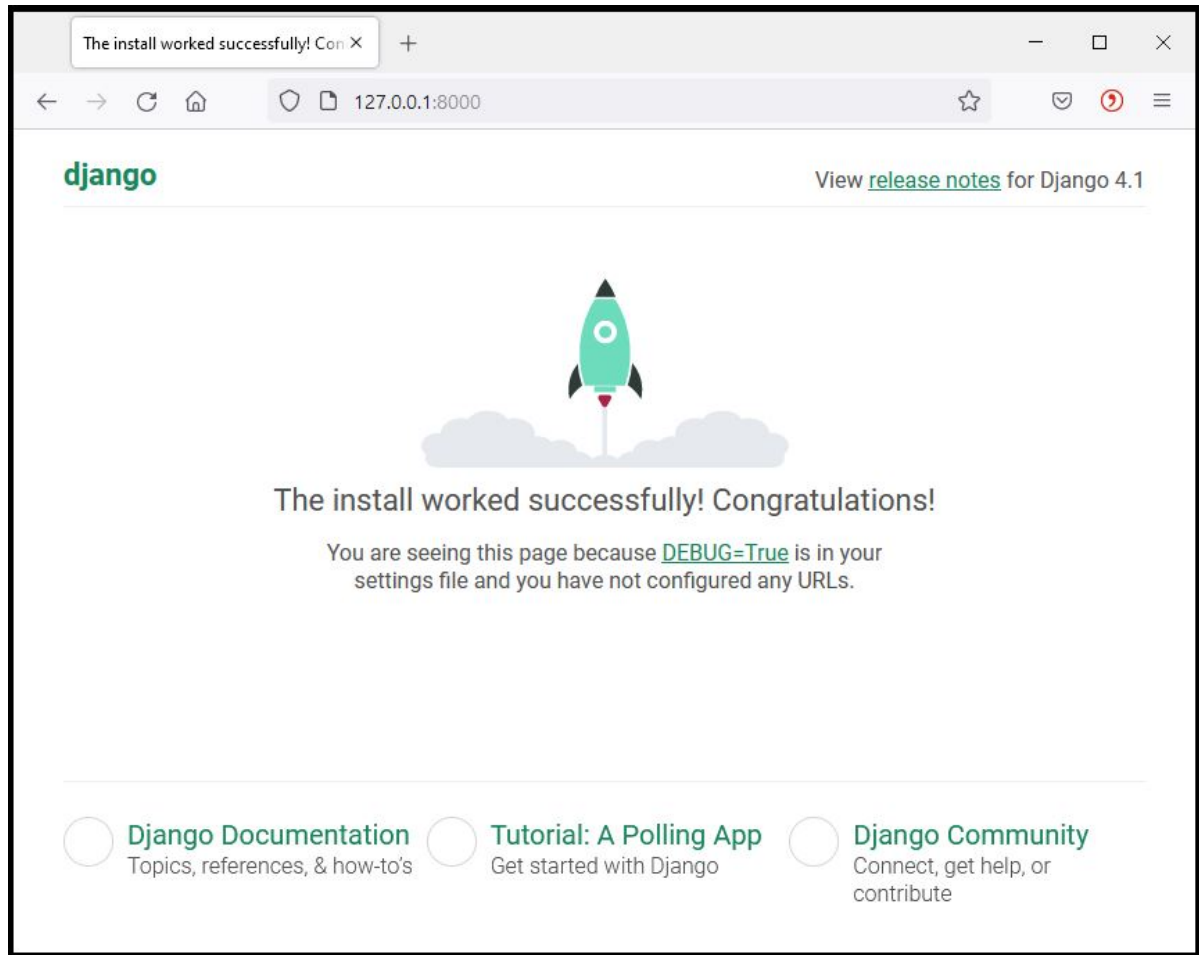 The install worked successfully! Con
127.0.0.1:8000
django
View release notes for Django 4.1
The install worked successfully! Congratulations!
You are seeing this page because DEBUG=True is in your
settings file and you have not configured any URLs.
Django Documentation
Topics, references, & how-to's
Tutorial: A Polling App
Get started with Django
Django Community
Connect, get help, or
contribute